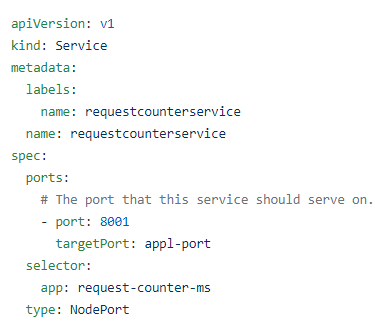 apiVersion: v1
kind: Service
metadata:
  labels:
    name: requestcounterservice
  name: requestcounterservice
spec:
  ports:
    # The port that this service should serve on.
    - port: 8001
      targetPort: appl-port
  selector:
    app: request-counter-ms
  type: NodePort